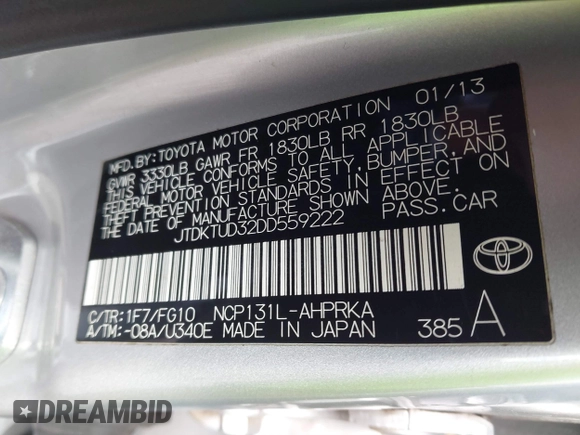 MFD. BY: TOYOTA MOTOR CORPORATION 01/13
GVWR 3330LB GAWR FR 1830LB RR 1830LB
THIS VEHICLE CONFORMS TO ALL APPLICABLE
FEDERAL MOTOR VEHICLE SAFETY, BUMPER, AND
THEFT PREVENTION STANDARDS IN EFFECT ON
THE DATE OF MANUFACTURE SHOWN ABOVE.
JTDKTUD32DD559222 PASS. CAR
TOYOTA
C/TR: 1F7/FG10 NCP131L-AHPRKA
A/TM: -08A/U340E MADE IN JAPAN 385 A
DREAMBID